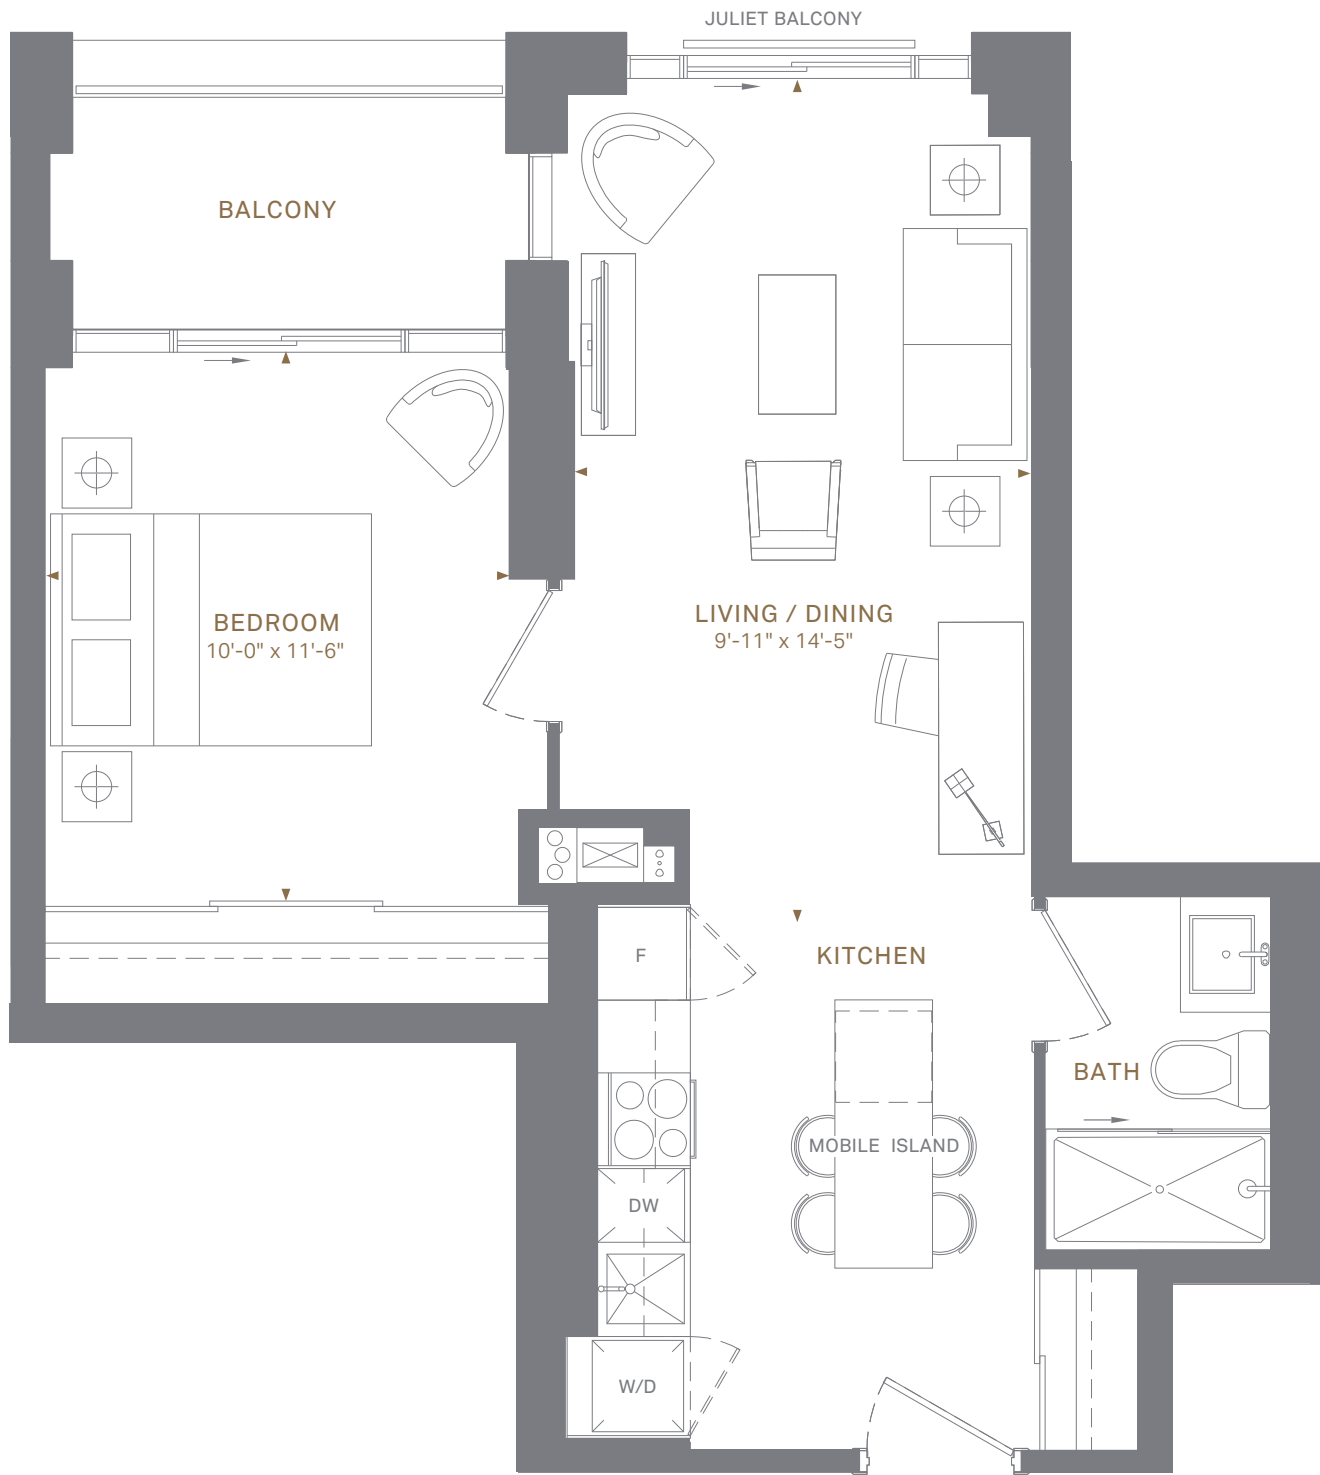 JULIET BALCONY
BALCONY
BEDROOM
10'-0" x 11'-6"
LIVING / DINING
9'-11" x 14'-5"
F
KITCHEN
BATH
MOBILE ISLAND
DW
W/D